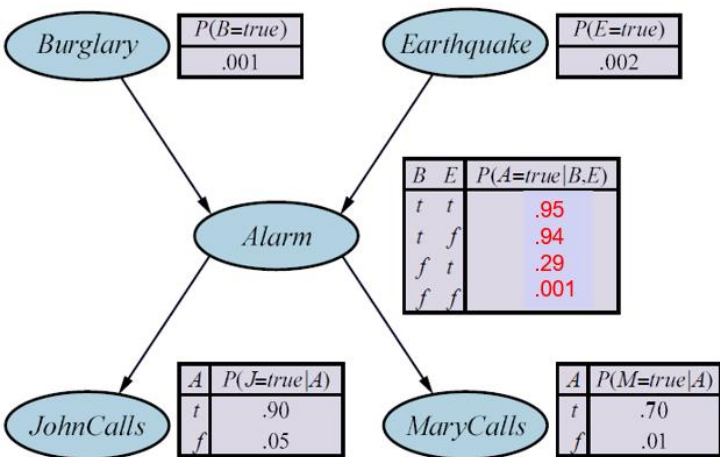 Burglary
P(B=true)
.001
Earthquake
P(E=true)
.002
B E P(A=true|B,E)
t t .95
t f .94
f t .29
f f .001
Alarm
JohnCalls
A P(J=true|A)
t .90
f .05
MaryCalls
A P(M=true|A)
t .70
f .01